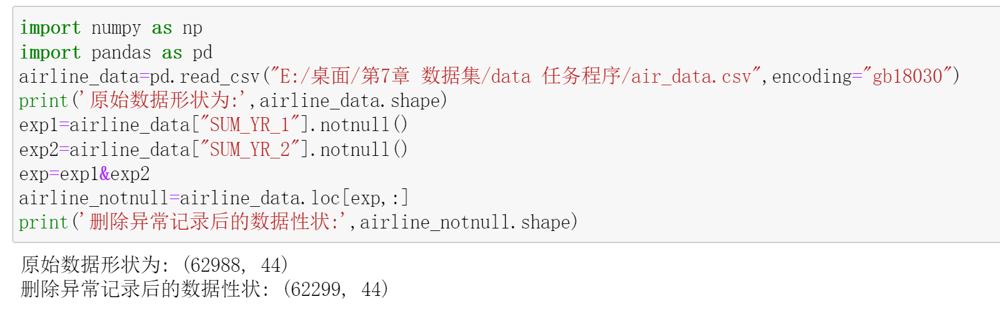 import numpy as np
import pandas as pd
airline_data=pd.read_csv("E:/桌面/第7章 数据集/data 任务程序/air_data.csv",encoding="gb18030")
print('原始数据形状为:',airline_data.shape)
exp1=airline_data["SUM_YR_1"].notnull()
exp2=airline_data["SUM_YR_2"].notnull()
exp=exp1&exp2
airline_notnull=airline_data.loc[exp,:]
print('删除异常记录后的数据性状:',airline_notnull.shape)
原始数据形状为: (62988, 44)
删除异常记录后的数据性状: (62299, 44)